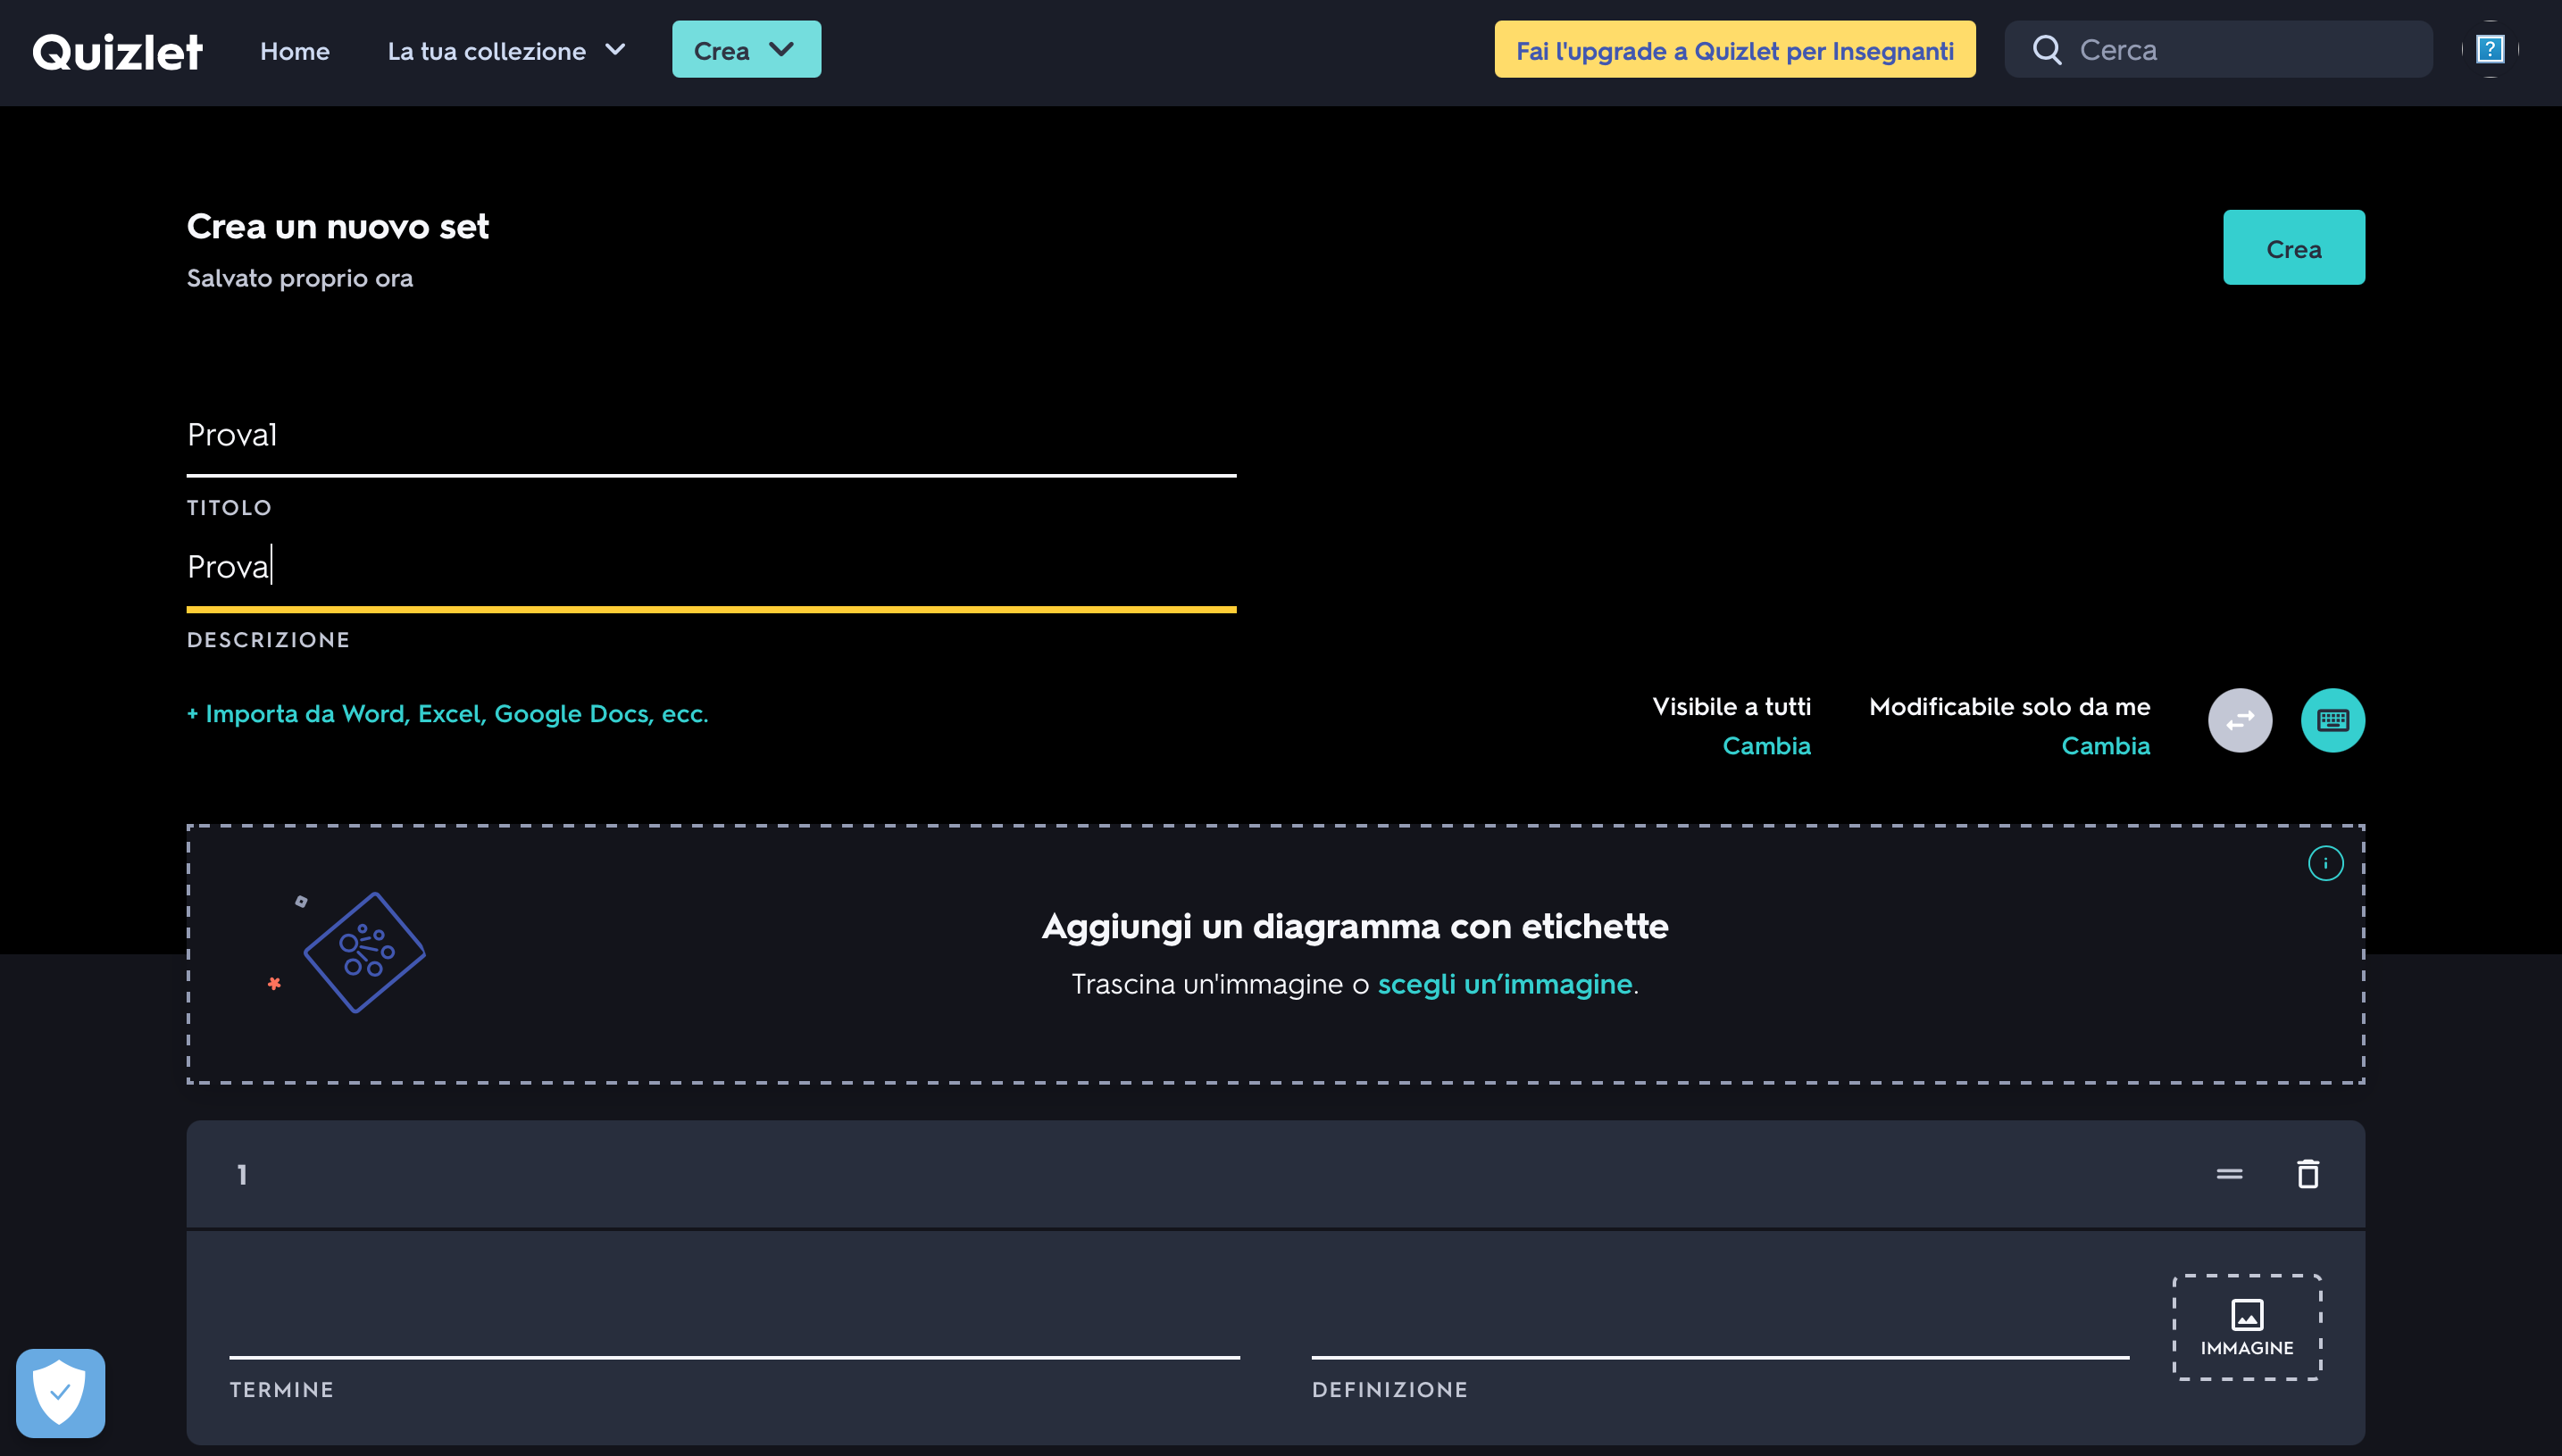 Quizlet
Home
La tua collezione
Crea
Fai l'upgrade a Quizlet per Insegnanti
Cerca
Crea un nuovo set
Salvato proprio ora
Crea
Prova1
TITOLO
Prova
DESCRIZIONE
+ Importa da Word, Excel, Google Docs, ecc.
Visibile a tutti
Cambia
Modificabile solo da me
Cambia
Aggiungi un diagramma con etichette
Trascina un'immagine o scegli un’immagine.
1
TERMINE
DEFINIZIONE
IMMAGINE